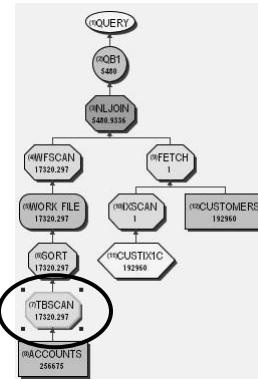 (1)QUERY
(2)QB1
5480
(3)NLJOIN
5480.9336
(4)WFSCAN
17320.297
(9)FETCH
1
(5)WORK FILE
17320.297
(10)IXSCAN
1
(12)CUSTOMERS
192960
(6)SORT
17320.297
(11)CUSTIX1C
192960
(7)TBSCAN
17320.297
(8)ACCOUNTS
256675